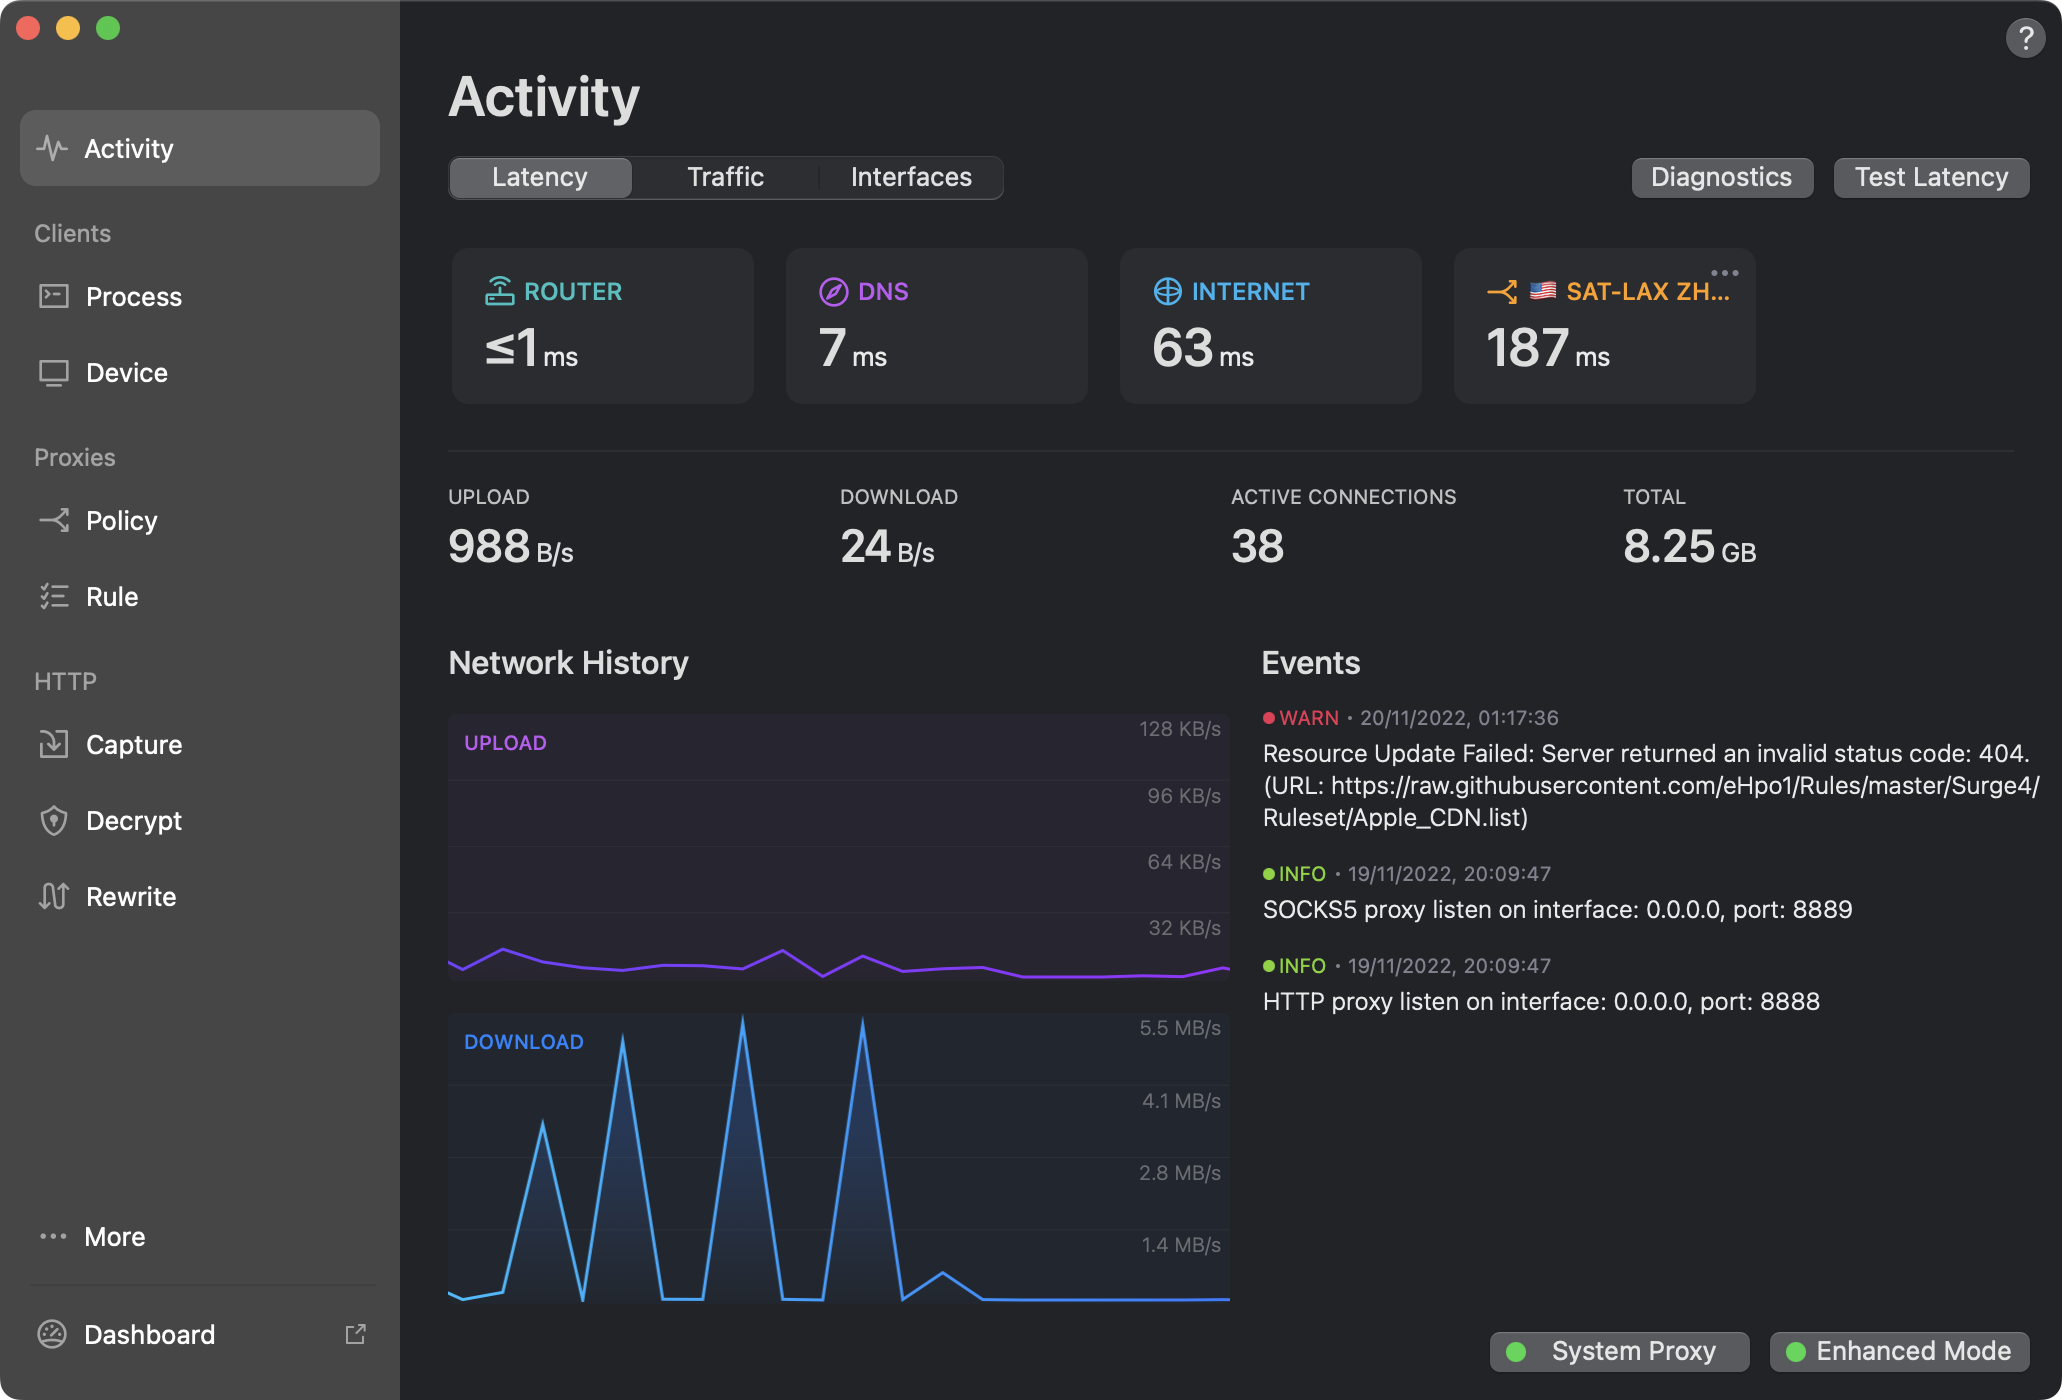 ?
Activity
Activity
Latency
Traffic
Interfaces
Diagnostics
Test Latency
Clients
Process
Device
Proxies
Policy
Rule
HTTP
Capture
Decrypt
Rewrite
More
Dashboard
ROUTER
≤1 ms
DNS
7 ms
INTERNET
63 ms
🇺🇸 SAT-LAX ZH...
187 ms
UPLOAD
988 B/s
DOWNLOAD
24 B/s
ACTIVE CONNECTIONS
38
TOTAL
8.25 GB
Network History
UPLOAD
128 KB/s
96 KB/s
64 KB/s
32 KB/s
DOWNLOAD
5.5 MB/s
4.1 MB/s
2.8 MB/s
1.4 MB/s
Events
WARN • 20/11/2022, 01:17:36
Resource Update Failed: Server returned an invalid status code: 404.
(URL: https://raw.githubusercontent.com/eHpo1/Rules/master/Surge4/
Ruleset/Apple_CDN.list)
INFO • 19/11/2022, 20:09:47
SOCKS5 proxy listen on interface: 0.0.0.0, port: 8889
INFO • 19/11/2022, 20:09:47
HTTP proxy listen on interface: 0.0.0.0, port: 8888
System Proxy
Enhanced Mode